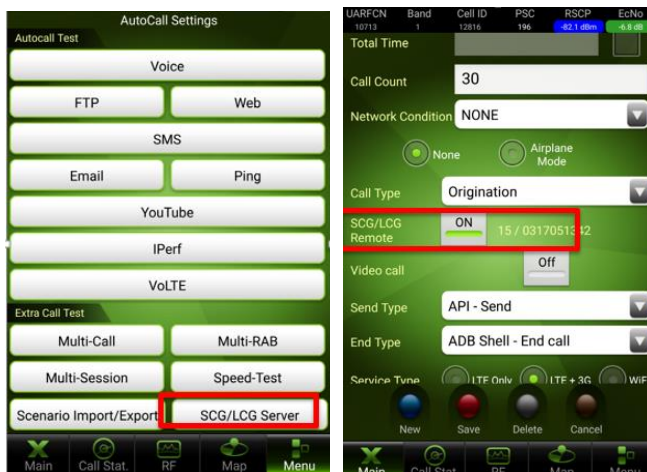 AutoCall Settings
Autocall Test
Voice
FTP
Web
SMS
Email
Ping
YouTube
IPerf
VoLTE
Extra Call Test
Multi-Call
Multi-RAB
Multi-Session
Speed-Test
Scenario Import/Export
SCG/LCG Server
Main
Call Stat.
RF
Map
Menu
UARFCN Band Cell ID PSC RSCP EcNo
10713 1 12816 196 -82.1 dBm -6.8 dB
Total Time
Call Count 30
Network Condition NONE
None
Airplane
Mode
Call Type Origination
SCG/LCG
Remote
ON
15 / 0317051342
Video call Off
Send Type API - Send
End Type ADB Shell - End call
Service Type LTE Only LTE + 3G WiF
New Save Delete Cancel
Main Call Stat RF Map Menu